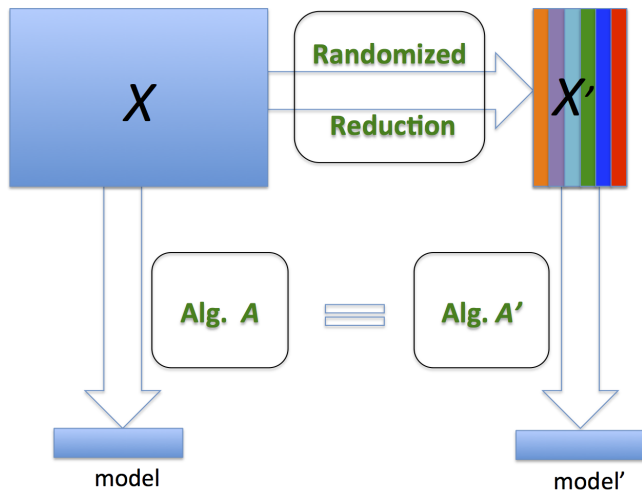 Randomized
X
X'
Reduction
Alg. A
Alg. A'
model
model'